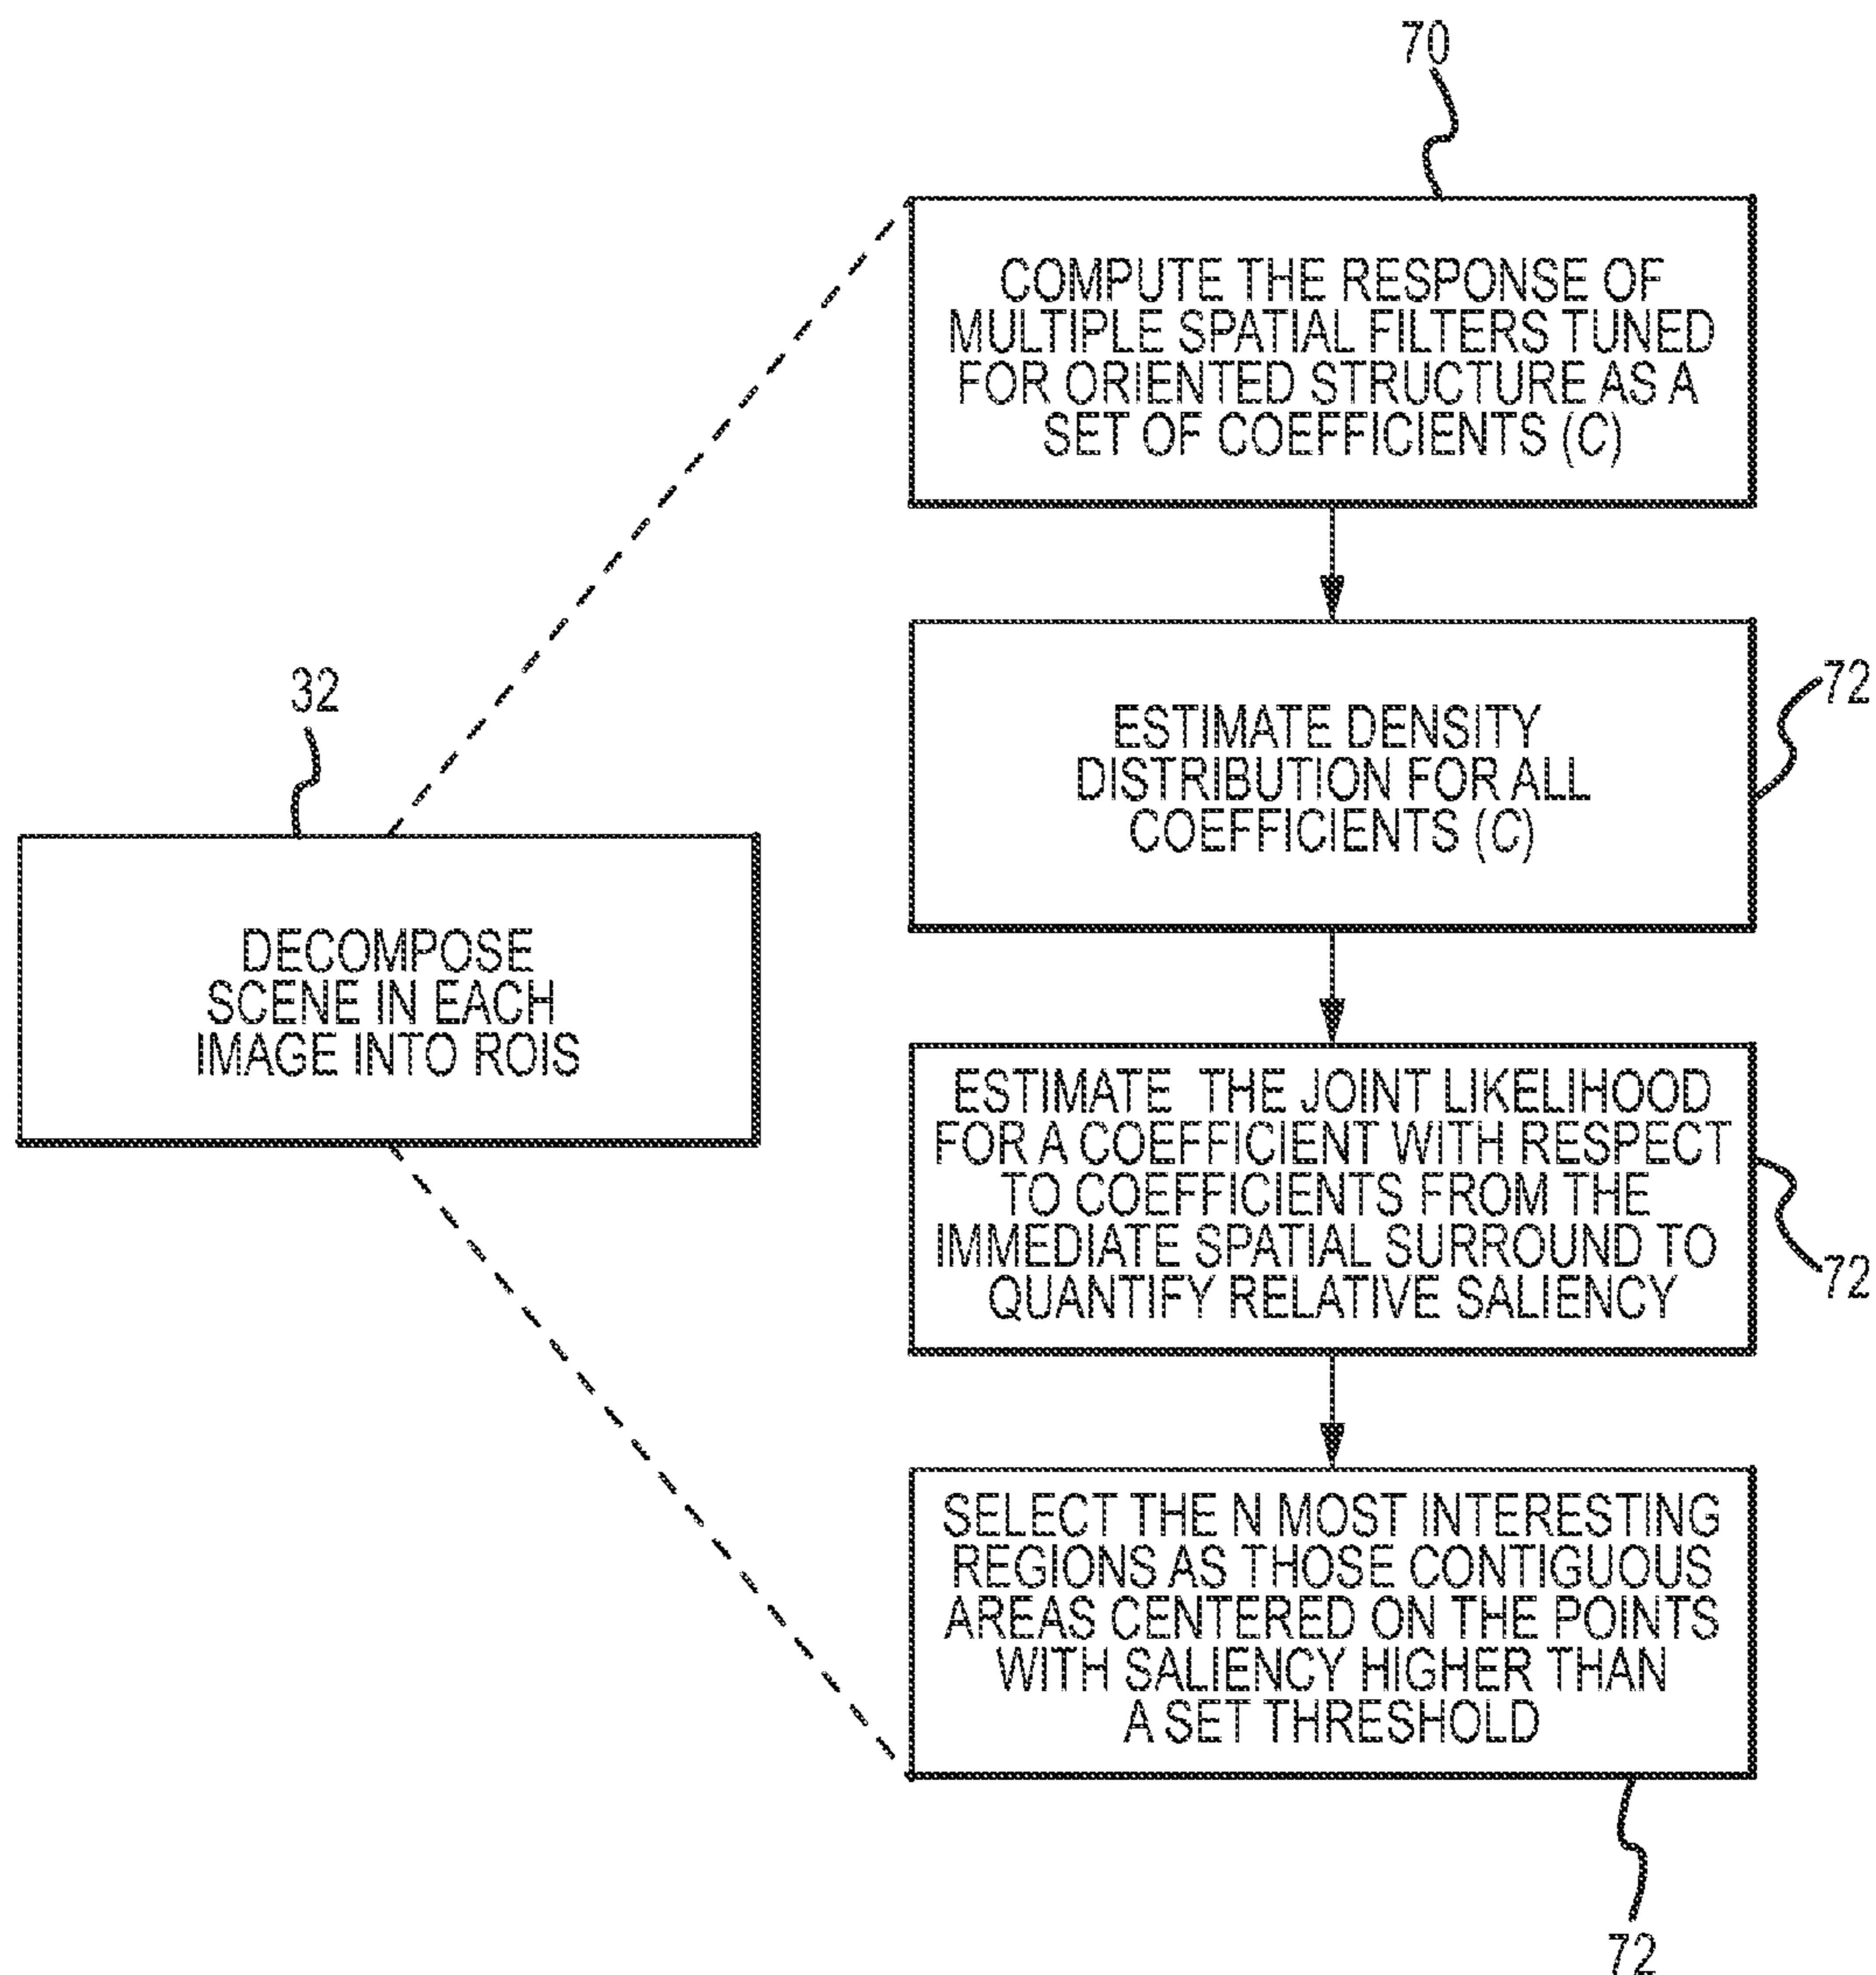 70
COMPUTE THE RESPONSE OF
MULTIPLE SPATIAL FILTERS TUNED
FOR ORIENTED STRUCTURE AS A
SET OF COEFFICIENTS (C)
72
ESTIMATE DENSITY
DISTRIBUTION FOR ALL
COEFFICIENTS (C)
32
DECOMPOSE
SCENE IN EACH
IMAGE INTO ROIS
ESTIMATE THE JOINT LIKELIHOOD
FOR A COEFFICIENT WITH RESPECT
TO COEFFICIENTS FROM THE
IMMEDIATE SPATIAL SURROUND TO
QUANTIFY RELATIVE SALIENCY
72
SELECT THE N MOST INTERESTING
REGIONS AS THOSE CONTIGUOUS
AREAS CENTERED ON THE POINTS
WITH SALIENCY HIGHER THAN
A SET THRESHOLD
72